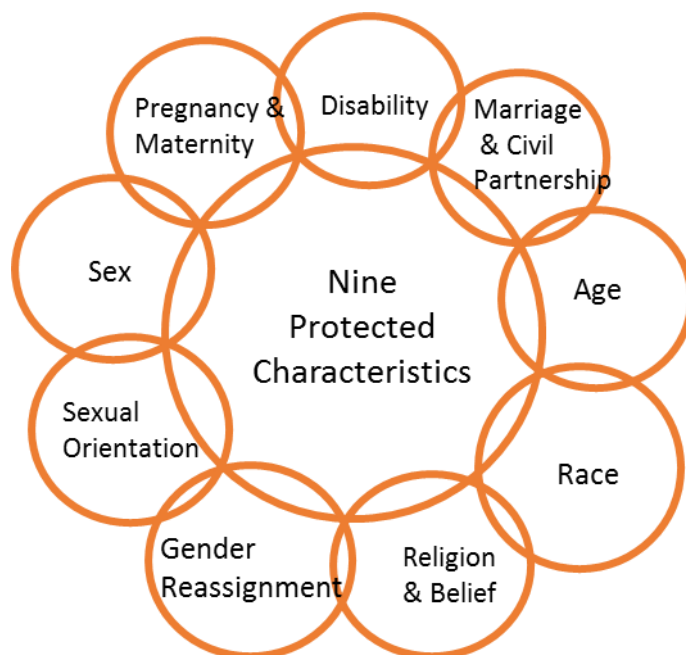 Nine
Protected
Characteristics
Disability
Marriage
& Civil
Partnership
Age
Race
Religion
& Belief
Gender
Reassignment
Sexual
Orientation
Sex
Pregnancy &
Maternity